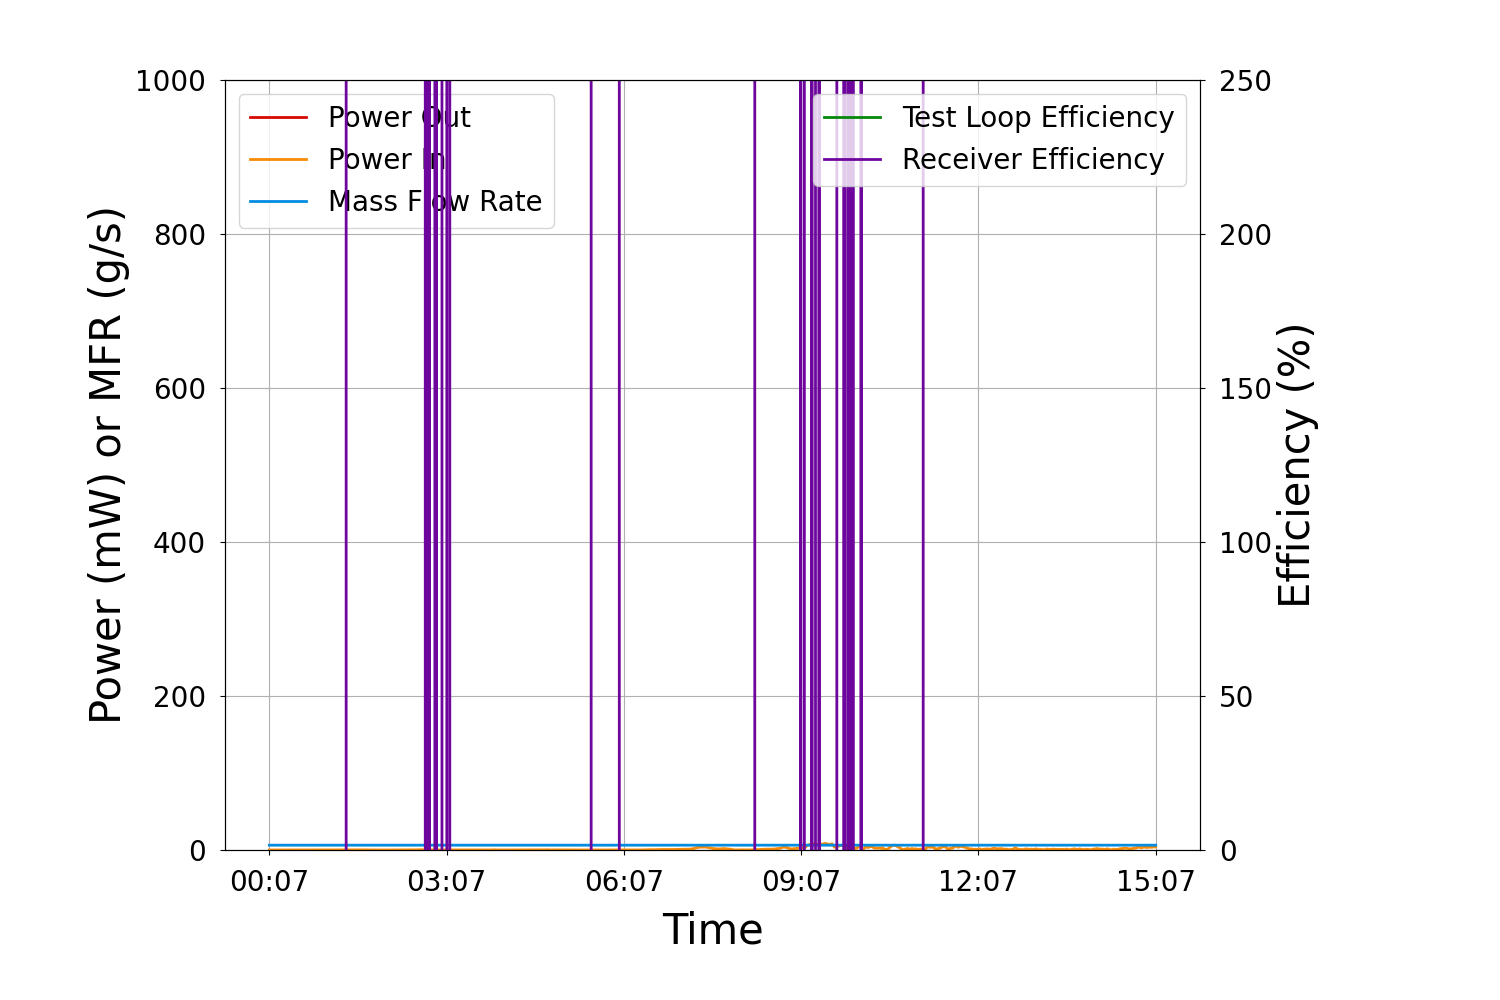 1000
800
600
400
200
0
Power (mW) or MFR (g/s)
Power Out
Power In
Mass Flow Rate
Test Loop Efficiency
Receiver Efficiency
250
200
150
100
50
0
Efficiency (%)
00:07 03:07 06:07 09:07 12:07 15:07
Time